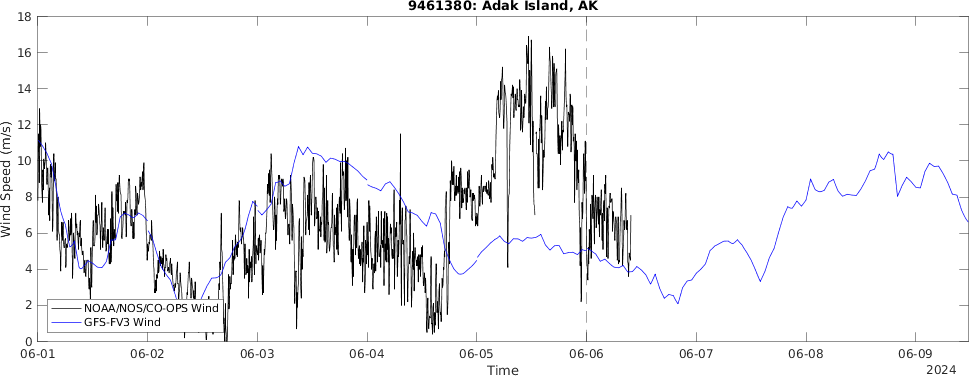 9461380: Adak Island, AK
Wind Speed (m/s)
18
16
14
12
10
8
6
4
2
0
NOAA/NOS/CO-OPS Wind
GFS-FV3 Wind
06-01 06-02 06-03 06-04 06-05 06-06 06-07 06-08 06-09
Time
2024